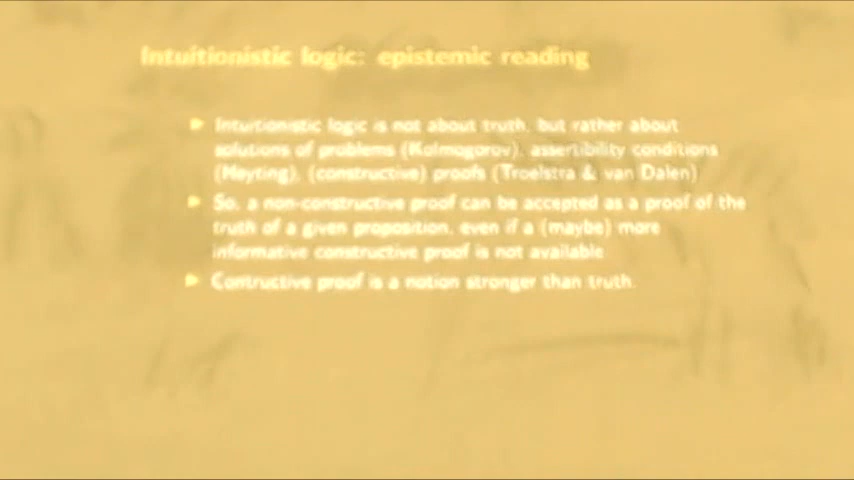 Intuitionistic logic: epistemic reading
Intuitionistic logic is not about truth, but rather about
solutions of problems (Kolmogorov), assertibility conditions
(Heyting), (constructive) proofs (Troelstra & van Dalen)
So, a non-constructive proof can be accepted as a proof of the
truth of a given proposition, even if a (maybe) more
informative constructive proof is not available
Contructive proof is a notion stronger than truth.